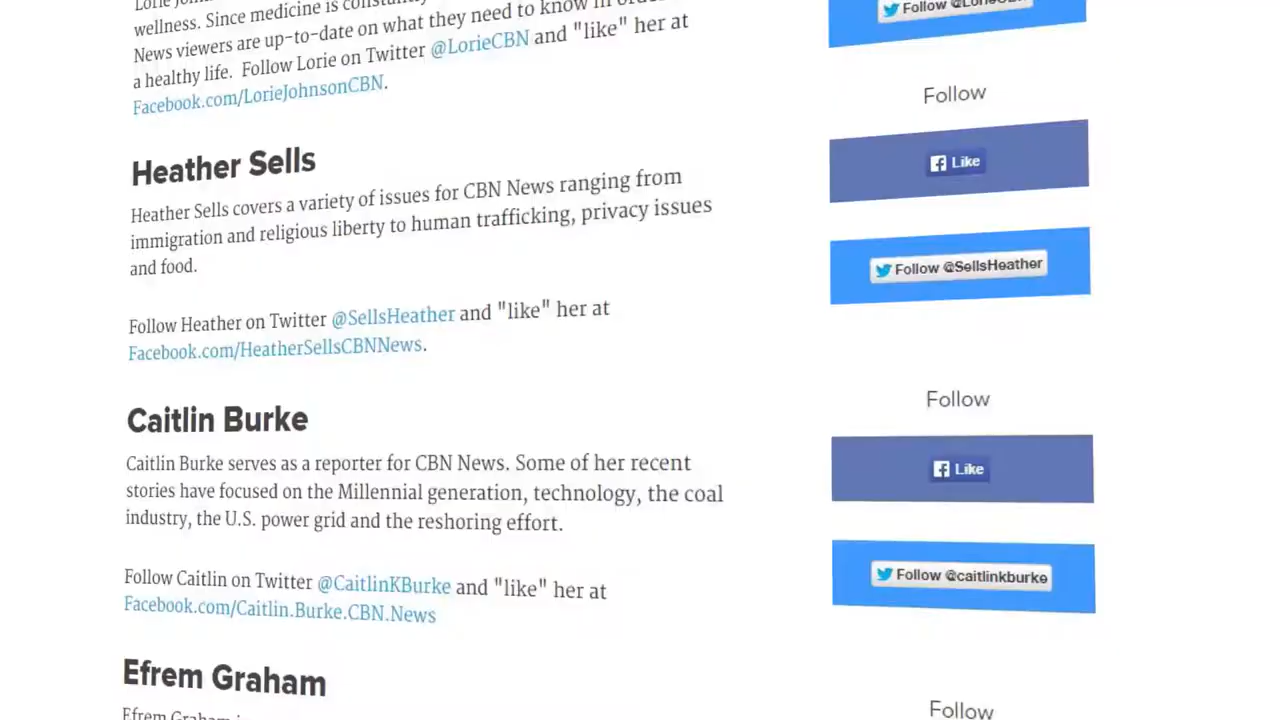 Lorie
wellness. Since medicine is
Follow
News viewers are up-to-date on what they need to know in
a healthy life. Follow Lorie on Twitter @LorieCBN and "like" her at
Facebook.com/LorieJohnsonCBN.
Follow
Heather Sells
Like
Heather Sells covers a variety of issues for CBN News ranging from
immigration and religious liberty to human trafficking, privacy issues
and food.
Follow @SellsHeather
Follow Heather on Twitter @SellsHeather and "like" her at
Facebook.com/HeatherSellsCBNNews.
Follow
Caitlin Burke
Caitlin Burke serves as a reporter for CBN News. Some of her recent
Like
stories have focused on the Millennial generation, technology, the coal
industry, the U.S. power grid and the reshoring effort.
Follow Caitlin on Twitter @CaitlinKBurke and "like" her at
Follow @caitlinkburke
Facebook.com/Caitlin.Burke.CBN.News
Efrem Graham
Follow
Efrem Graham